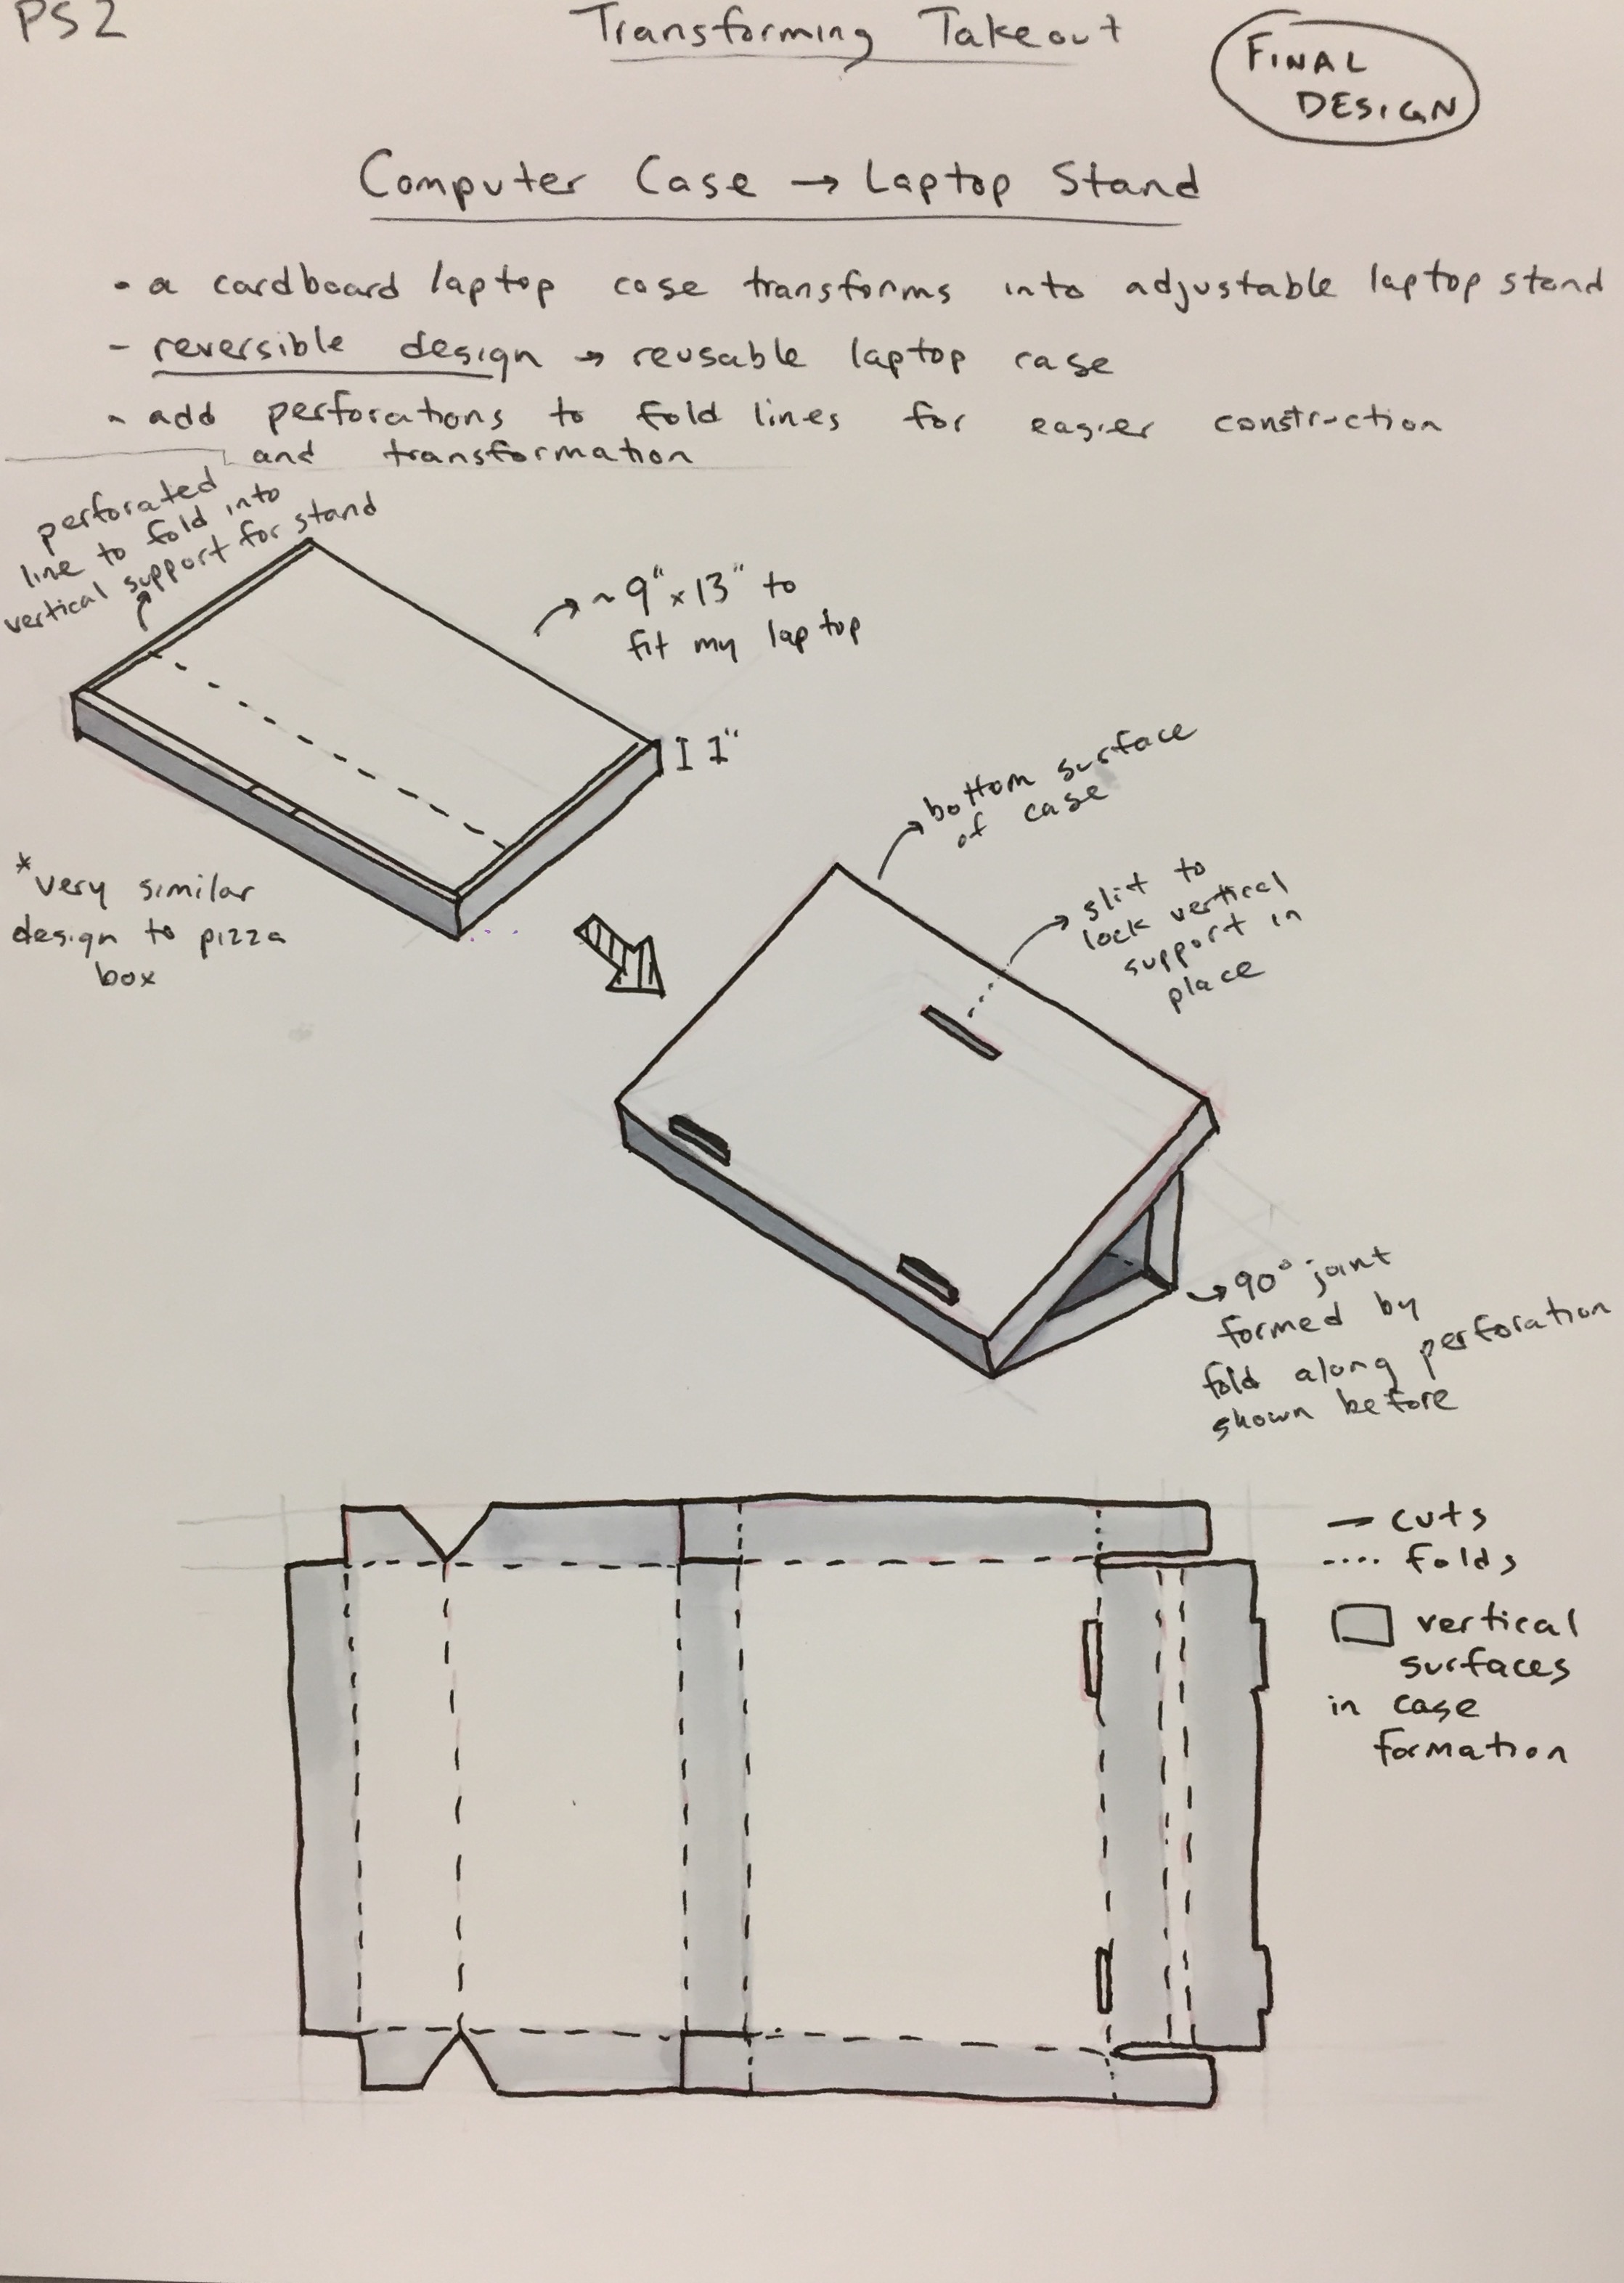 PS2
Transforming Takeout
FINAL
DESIGN
Computer Case → Laptop Stand
• a cardboard laptop case transforms into adjustable laptop stand
- reversible design → reusable laptop case
- add perforations to fold lines for easier construction
and transformation
perforated
line to fold into
vertical support for stand
~9"x13" to
fit my laptop
1"
*very similar
design to pizza
box
bottom surface
of case
slit to
lock vertical
support in
place
90° joint
formed by
fold along perforation
shown before
— cuts
.... folds
vertical
surfaces
in case
formation